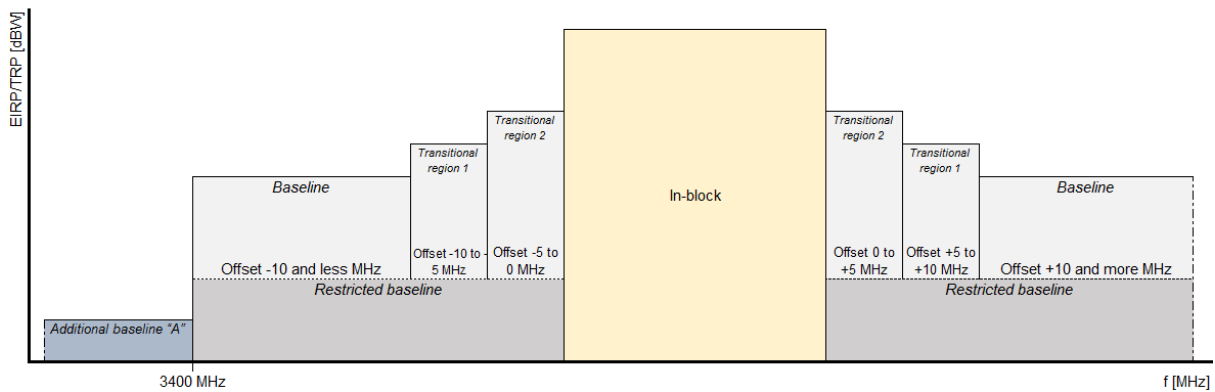 EIRP/TRP [dBW]
Transitional
region 2
Transitional
region 2
Transitional
region 1
Transitional
region 1
Baseline
In-block
Baseline
Offset -10 to -
5 MHz
Offset -5 to
0 MHz
Offset 0 to
+5 MHz
Offset +5 to
+10 MHz
Offset -10 and less MHz
Offset +10 and more MHz
Restricted baseline
Restricted baseline
Additional baseline "A"
3400 MHz
f [MHz]